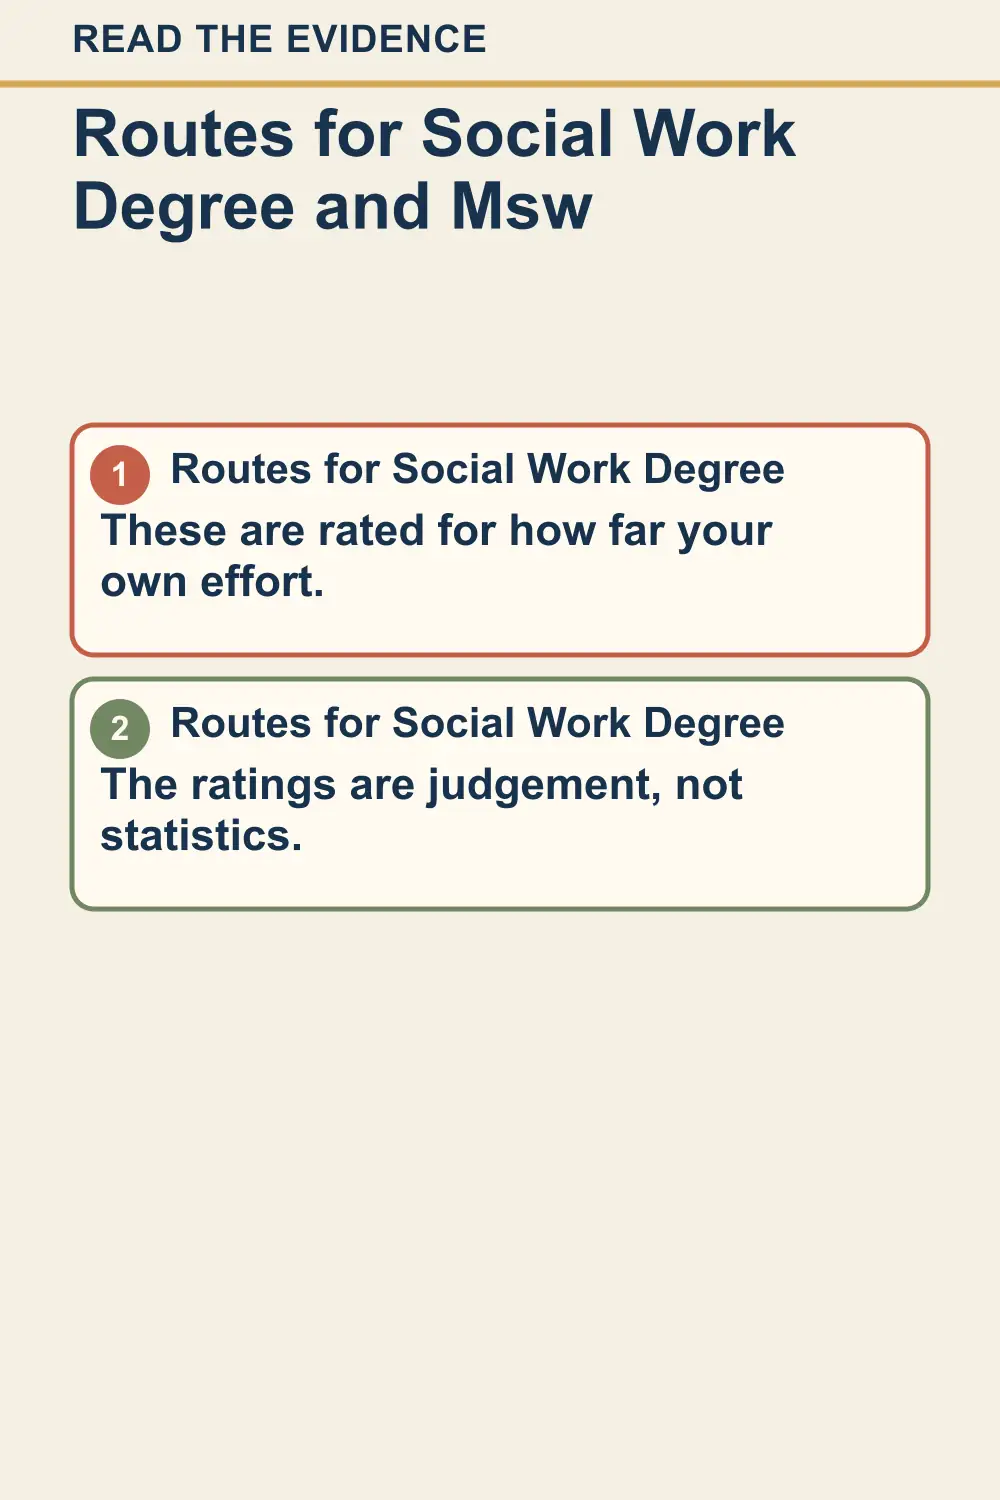 READ THE EVIDENCE
Routes for Social Work
Degree and Msw
1 Routes for Social Work Degree
These are rated for how far your
own effort.
2 Routes for Social Work Degree
The ratings are judgement, not
statistics.